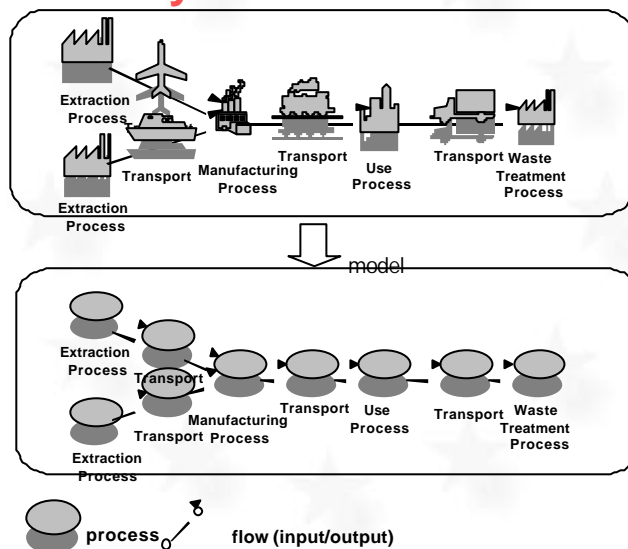 Extraction
Process
Transport
Extraction
Process
Manufacturing
Process
Transport
Use
Process
Transport
Waste
Treatment
Process
model
Extraction
Process
Transport
Transport
Extraction
Process
Manufacturing
Process
Transport
Use
Process
Transport
Waste
Treatment
Process
process
flow (input/output)